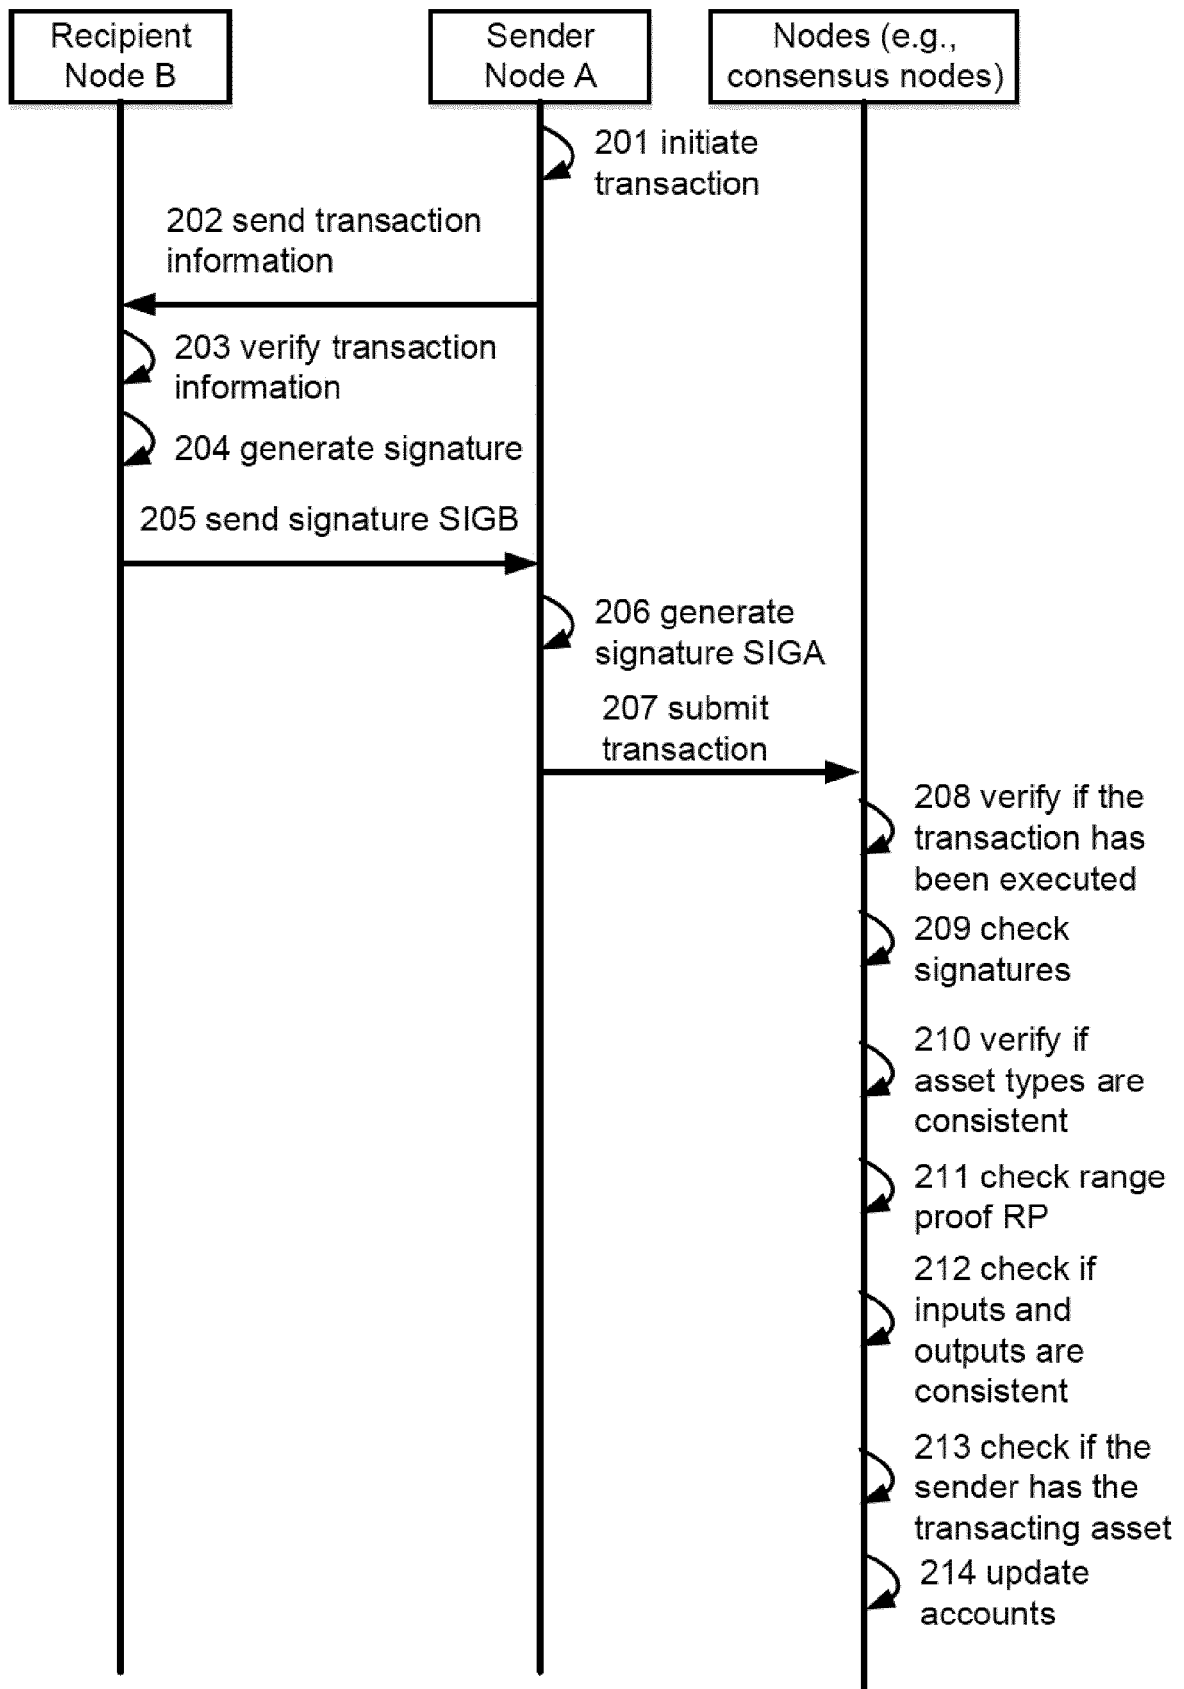 Recipient
Node B
Sender
Node A
Nodes (e.g.,
consensus nodes)
201 initiate
transaction
202 send transaction
information
203 verify transaction
information
204 generate signature
205 send signature SIGB
206 generate
signature SIGA
207 submit
transaction
208 verify if the
transaction has
been executed
209 check
signatures
210 verify if
asset types are
consistent
211 check range
proof RP
212 check if
inputs and
outputs are
consistent
213 check if the
sender has the
transacting asset
214 update
accounts